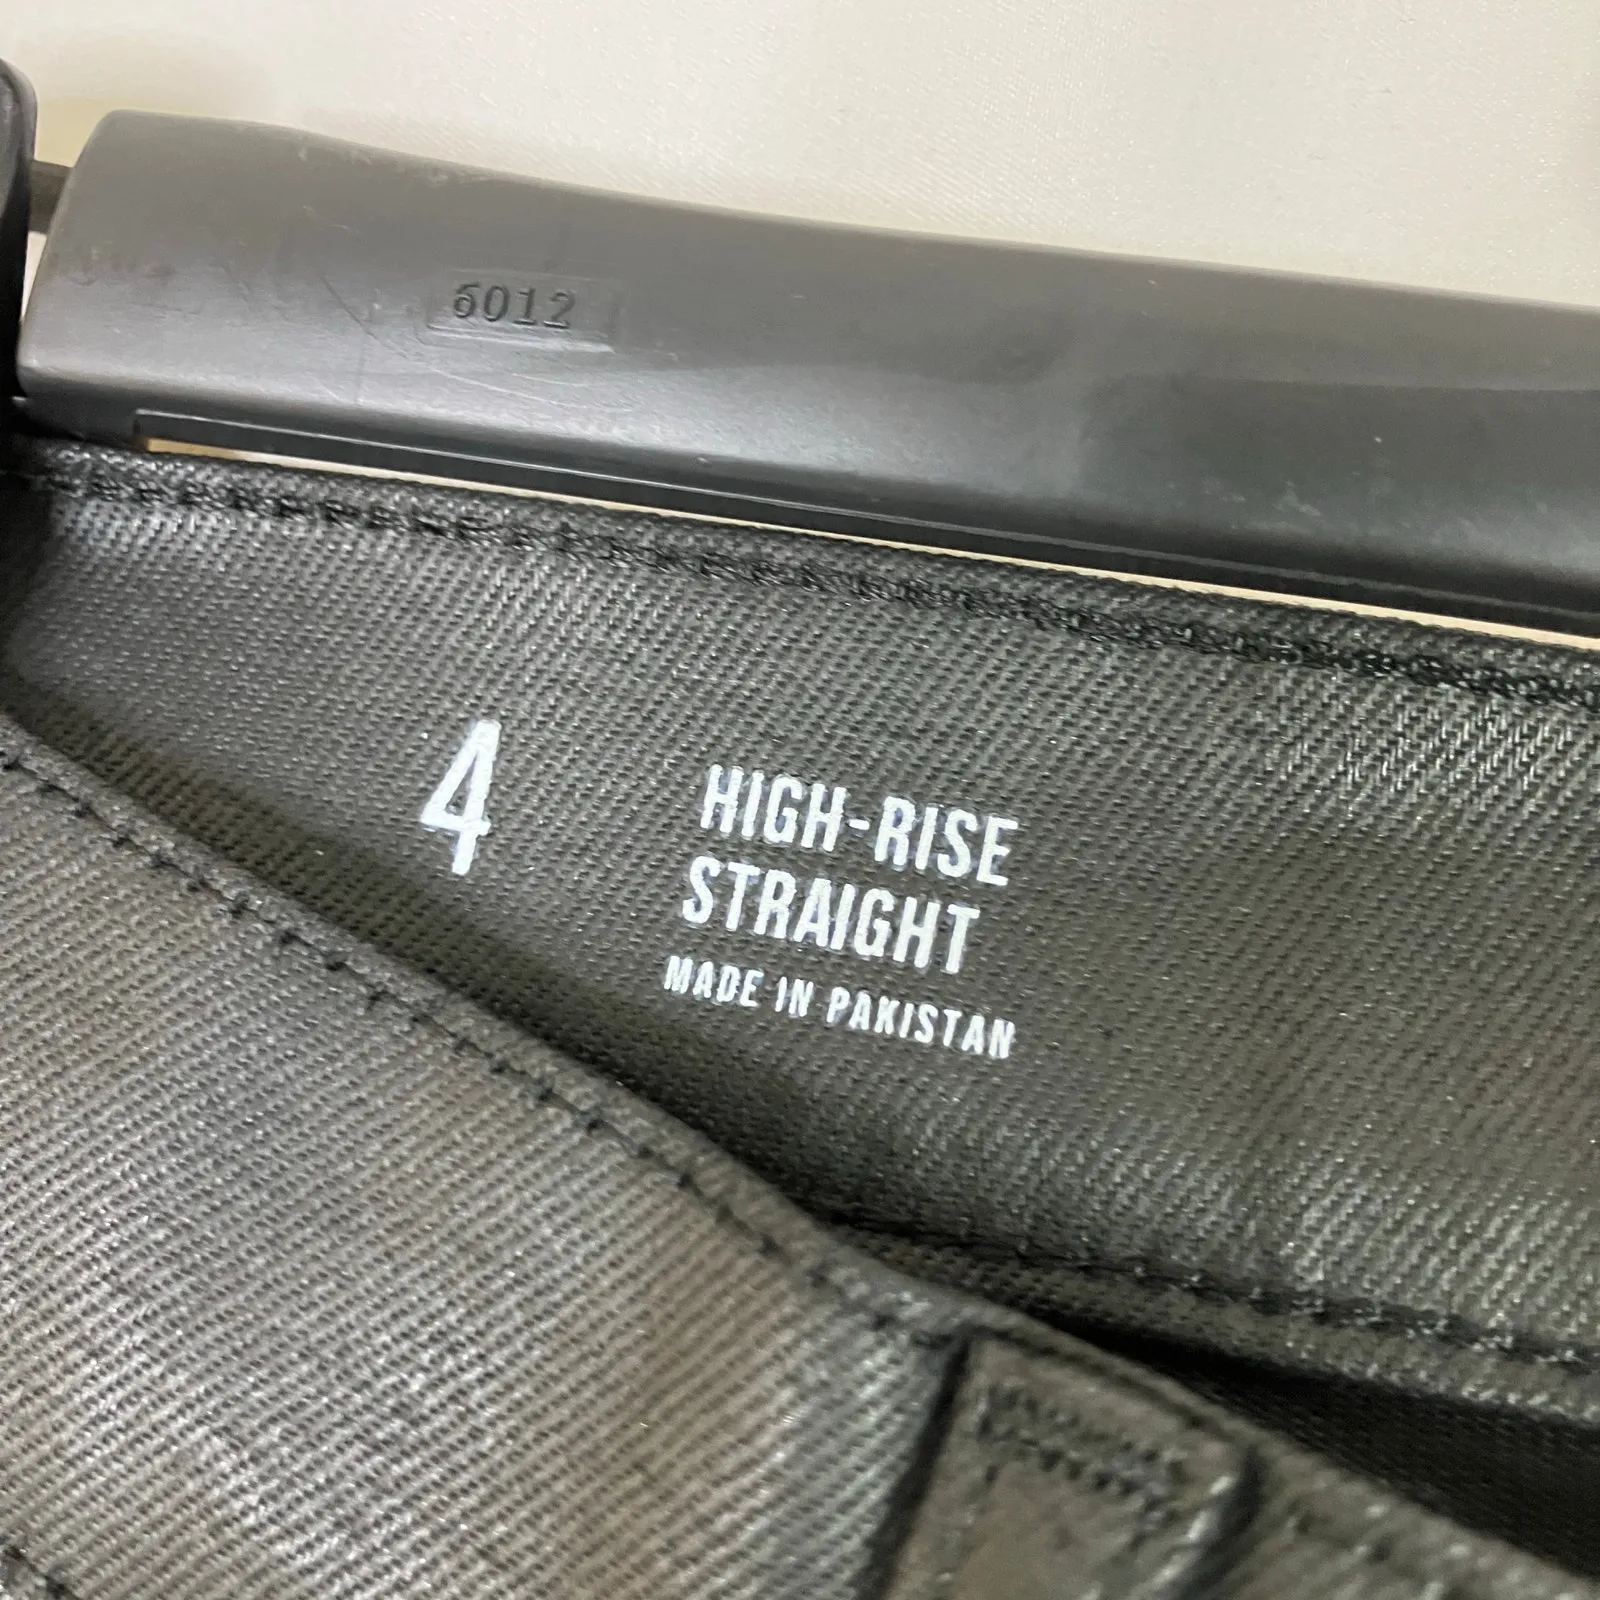 6012
4
HIGH-RISE
STRAIGHT
MADE IN PAKISTAN